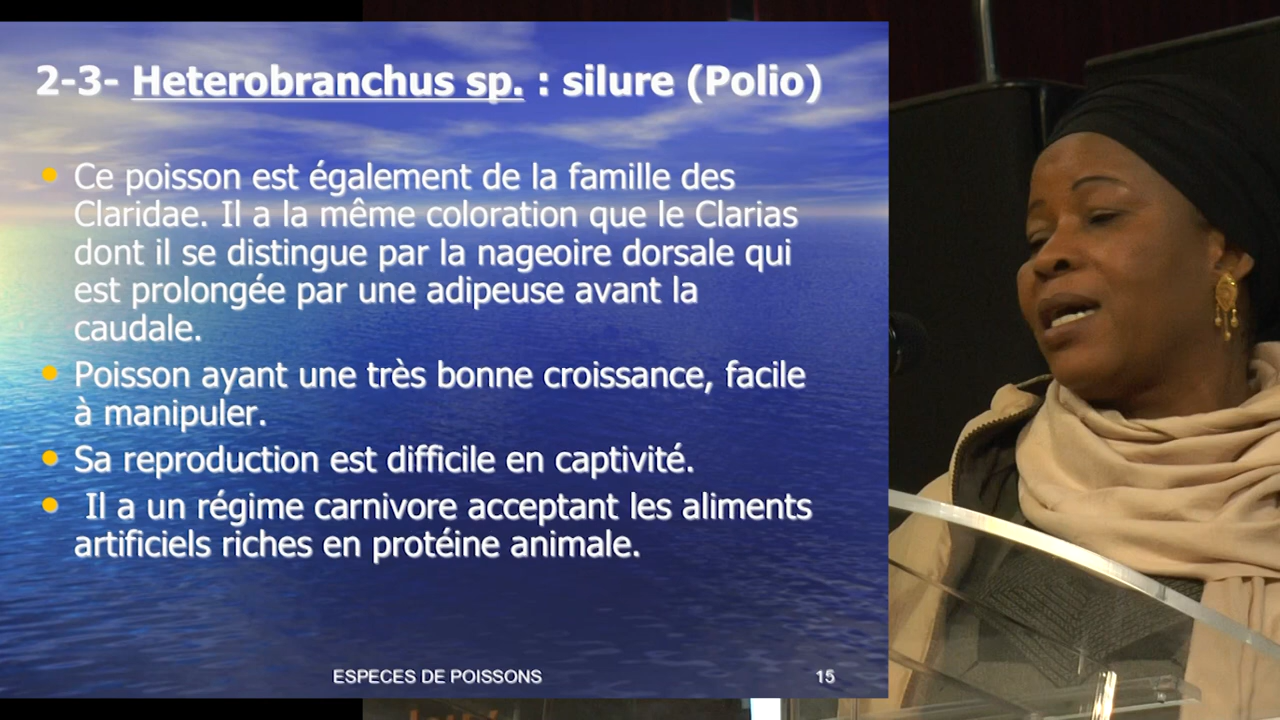 2-3- Heterobranchus sp. : silure (Polio)
• Ce poisson est également de la famille des
Claridae. Il a la même coloration que le Clarias
dont il se distingue par la nageoire dorsale qui
est prolongée par une adipeuse avant la
caudale.
• Poisson ayant une très bonne croissance, facile
à manipuler.
• Sa reproduction est difficile en captivité.
• Il a un régime carnivore acceptant les aliments
artificiels riches en protéine animale.
ESPECES DE POISSONS 15